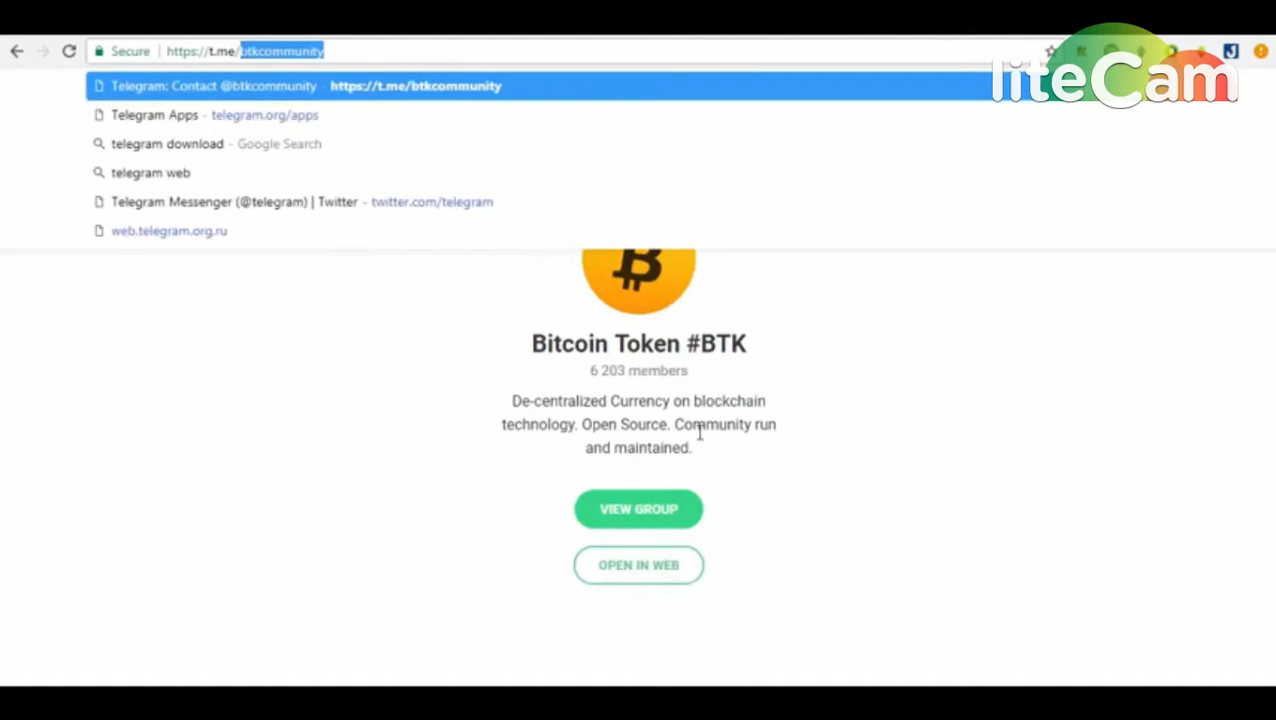 Secure | https://t.me/btkcommunity
liteCam
Telegram: Contact @btkcommunity - https://t.me/btkcommunity
Telegram Apps - telegram.org/apps
telegram download - Google Search
telegram web
Telegram Messenger (@telegram) | Twitter - twitter.com/telegram
web.telegram.org.ru
Bitcoin Token #BTK
6 203 members
De-centralized Currency on blockchain
technology. Open Source. Community run
and maintained.
VIEW GROUP
OPEN IN WEB